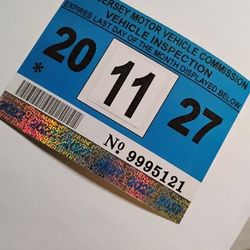 JERSEY MOTOR VEHICLE COMMISSION
VEHICLE INSPECTION
EXPIRES LAST DAY OF THE MONTH DISPLAYED BELOW
20 11 27
*
No 9995121